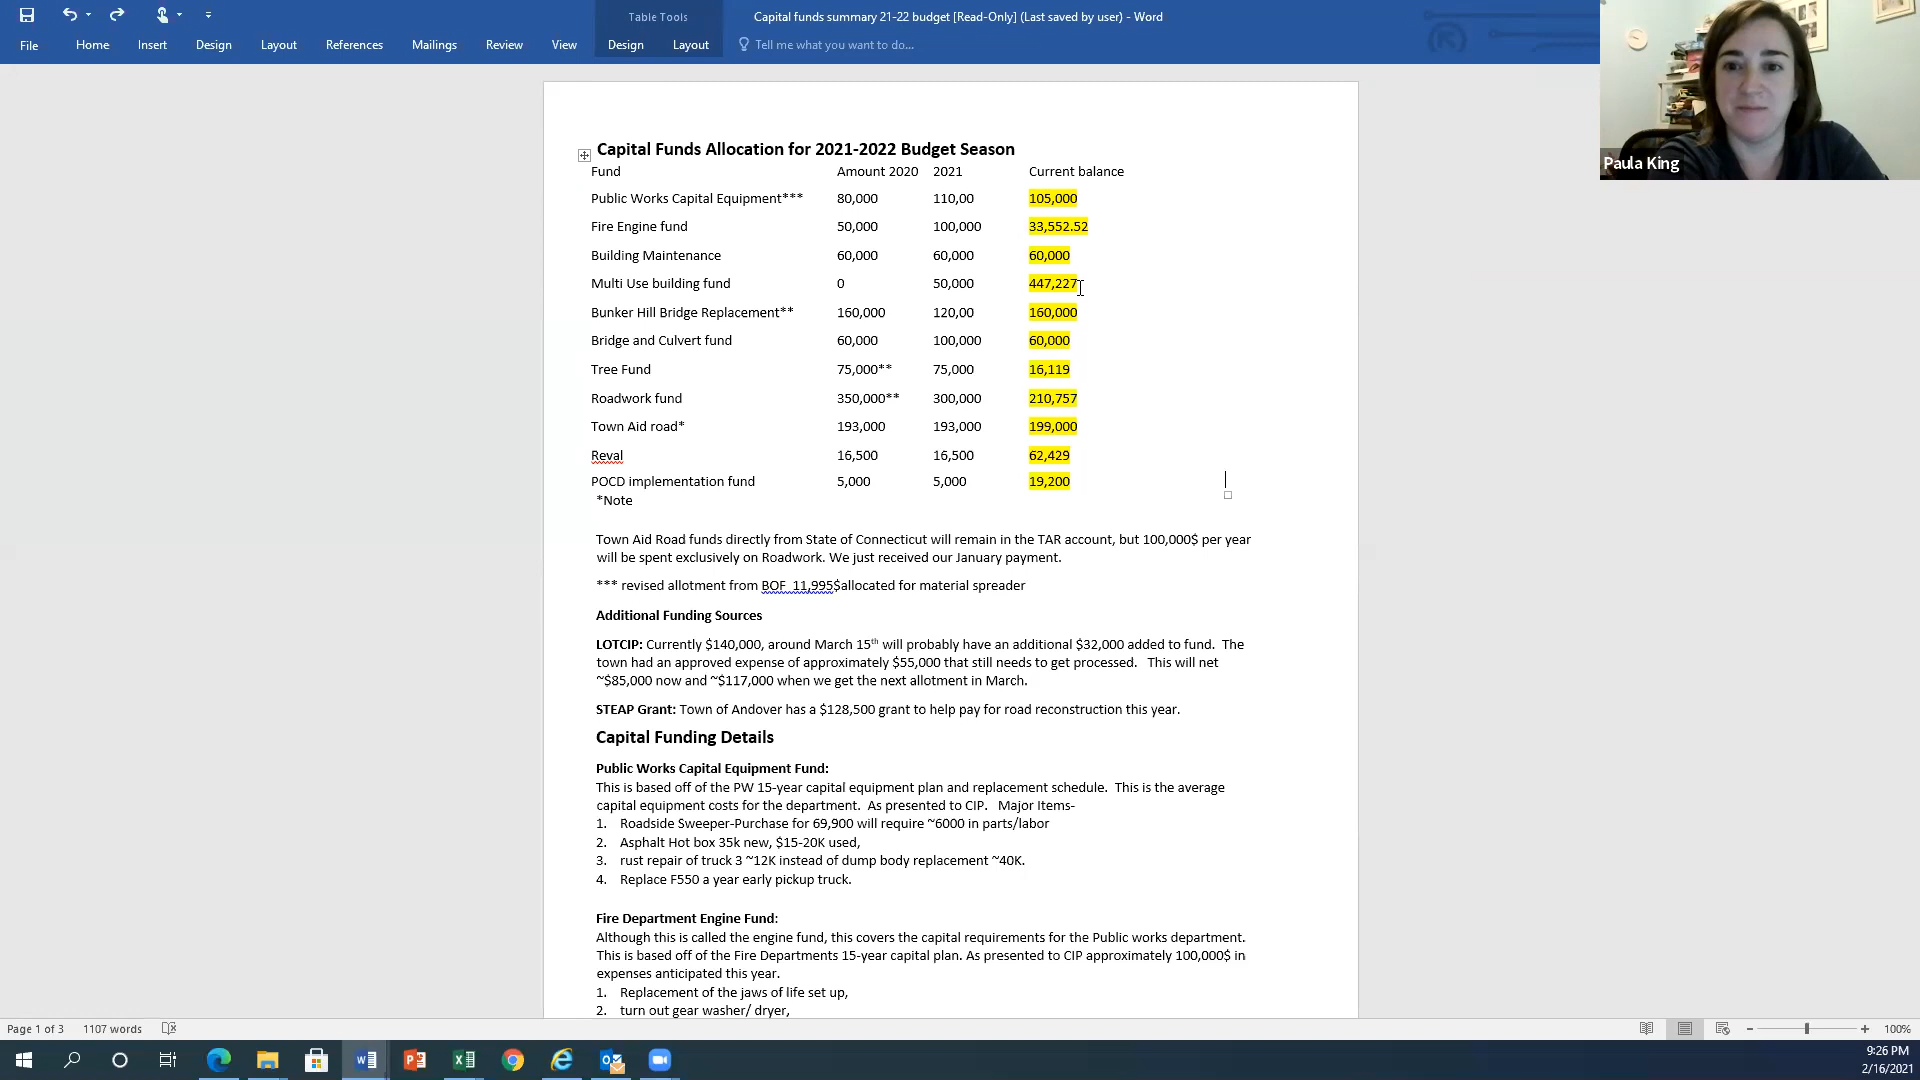 Table Tools
Capital funds summary 21-22 budget [Read-Only] (Last saved by user) - Word
File Home Insert Design Layout References Mailings Review View Design Layout Tell me what you want to do...
Paula King
Capital Funds Allocation for 2021-2022 Budget Season
Fund Amount 2020 2021 Current balance
Public Works Capital Equipment*** 80,000 110,00 105,000
Fire Engine fund 50,000 100,000 33,552.52
Building Maintenance 60,000 60,000 60,000
Multi Use building fund 0 50,000 447,227
Bunker Hill Bridge Replacement** 160,000 120,00 160,000
Bridge and Culvert fund 60,000 100,000 60,000
Tree Fund 75,000** 75,000 16,119
Roadwork fund 350,000** 300,000 210,757
Town Aid road* 193,000 193,000 199,000
Reval 16,500 16,500 62,429
POCD implementation fund 5,000 5,000 19,200
*Note
Town Aid Road funds directly from State of Connecticut will remain in the TAR account, but 100,000$ per year
will be spent exclusively on Roadwork. We just received our January payment.
*** revised allotment from BOF 11,995$allocated for material spreader
Additional Funding Sources
LOTCIP: Currently $140,000, around March 15th will probably have an additional $32,000 added to fund. The
town had an approved expense of approximately $55,000 that still needs to get processed. This will net
~$85,000 now and ~$117,000 when we get the next allotment in March.
STEAP Grant: Town of Andover has a $128,500 grant to help pay for road reconstruction this year.
Capital Funding Details
Public Works Capital Equipment Fund:
This is based off of the PW 15-year capital equipment plan and replacement schedule. This is the average
capital equipment costs for the department. As presented to CIP. Major Items-
1. Roadside Sweeper-Purchase for 69,900 will require ~6000 in parts/labor
2. Asphalt Hot box 35k new, $15-20K used,
3. rust repair of truck 3 ~12K instead of dump body replacement ~40K.
4. Replace F550 a year early pickup truck.
Fire Department Engine Fund:
Although this is called the engine fund, this covers the capital requirements for the Public works department.
This is based off of the Fire Departments 15-year capital plan. As presented to CIP approximately 100,000$ in
expenses anticipated this year.
1. Replacement of the jaws of life set up,
2. turn out gear washer/ dryer,
Page 1 of 3 1107 words 100%
9:26 PM
2/16/2021